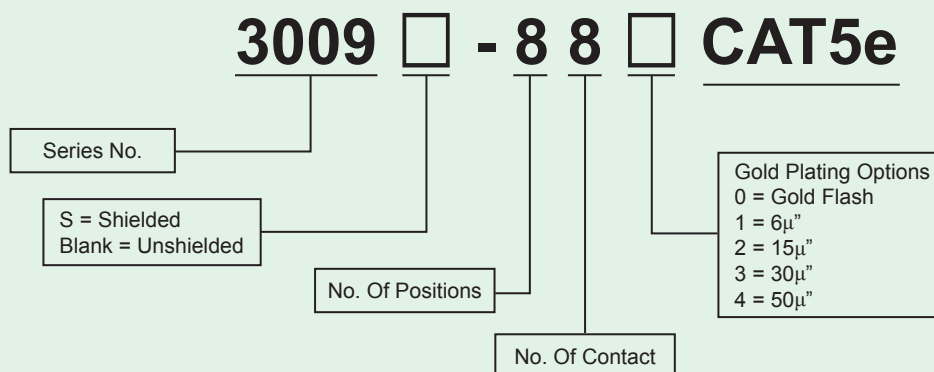 3009 □ - 8 8 □ CAT5e
Series No.
S = Shielded
Blank = Unshielded
No. Of Positions
No. Of Contact
Gold Plating Options
0 = Gold Flash
1 = 6μ”
2 = 15μ”
3 = 30μ”
4 = 50μ”